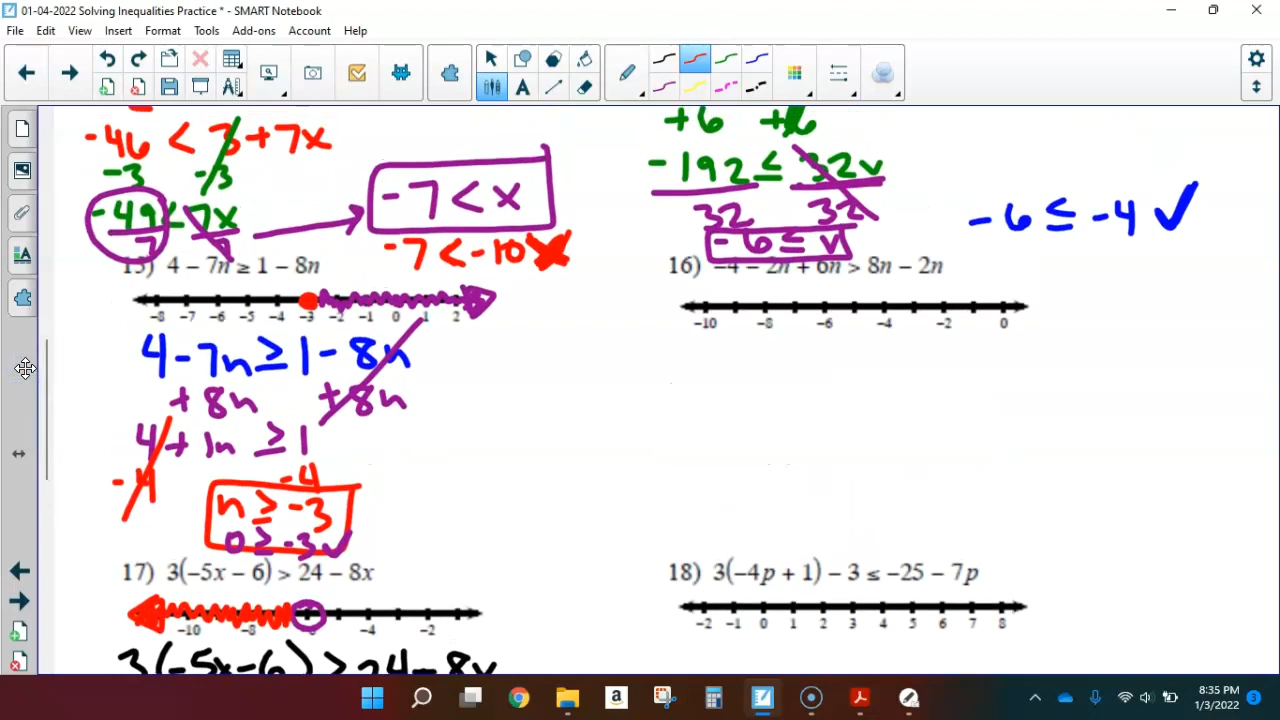 01-04-2022 Solving Inequalities Practice * - SMART Notebook
File Edit View Insert Format Tools Add-ons Account Help
-46 < 3 + 7x
-3 -3
-49 < 7x
7 7
-7 < x
-7 < -10
+6 +6
-192 ≤ 32v
32 32
-6 ≤ v
-6 ≤ -4 ✓
15) 4 – 7n ≥ 1 – 8n
-8 -7 -6 -5 -4 -3 -2 -1 0 1 2
4 - 7n ≥ 1 - 8n
+ 8n + 8n
4 + 1n ≥ 1
-4 -4
n ≥ -3
0 ≥ -3 ✓
16) –4 – 2n + 6n > 8n – 2n
-10 -8 -6 -4 -2 0
17) 3(–5x – 6) > 24 – 8x
-10 -8 -6 -4 -2
3(-5x-6) > 24-8x
18) 3(–4p + 1) – 3 ≤ –25 – 7p
-2 -1 0 1 2 3 4 5 6 7 8
8:35 PM
1/3/2022
3